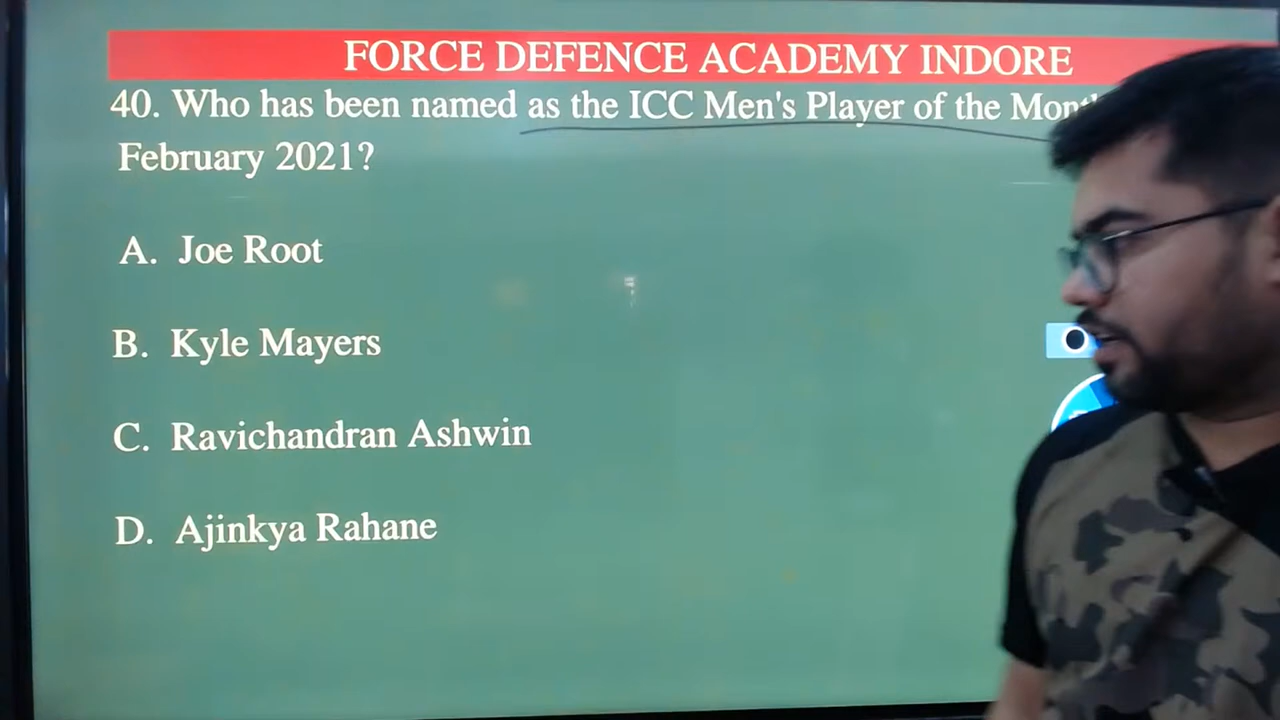 FORCE DEFENCE ACADEMY INDORE
40. Who has been named as the ICC Men's Player of the
February 2021?
A. Joe Root
B. Kyle Mayers
C. Ravichandran Ashwin
D. Ajinkya Rahane